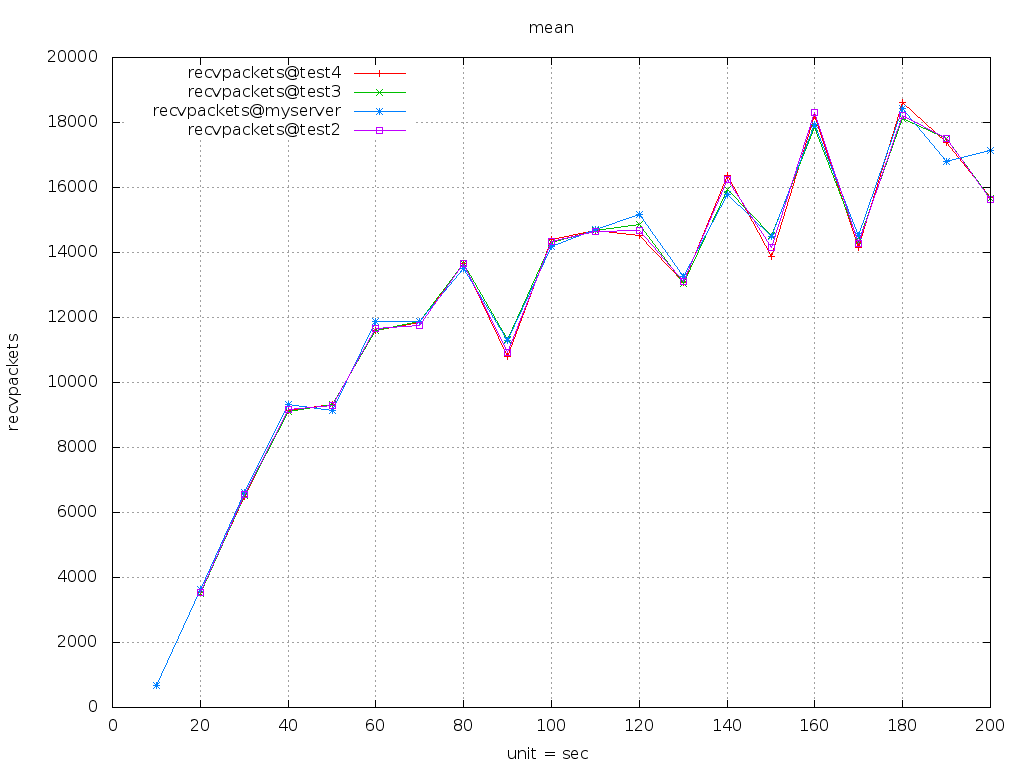 mean
20000
18000
16000
14000
12000
10000
8000
6000
4000
2000
0
recvpackets@test4
recvpackets@test3
recvpackets@myserver
recvpackets@test2
recvpackets
0 20 40 60 80 100 120 140 160 180 200
unit = sec